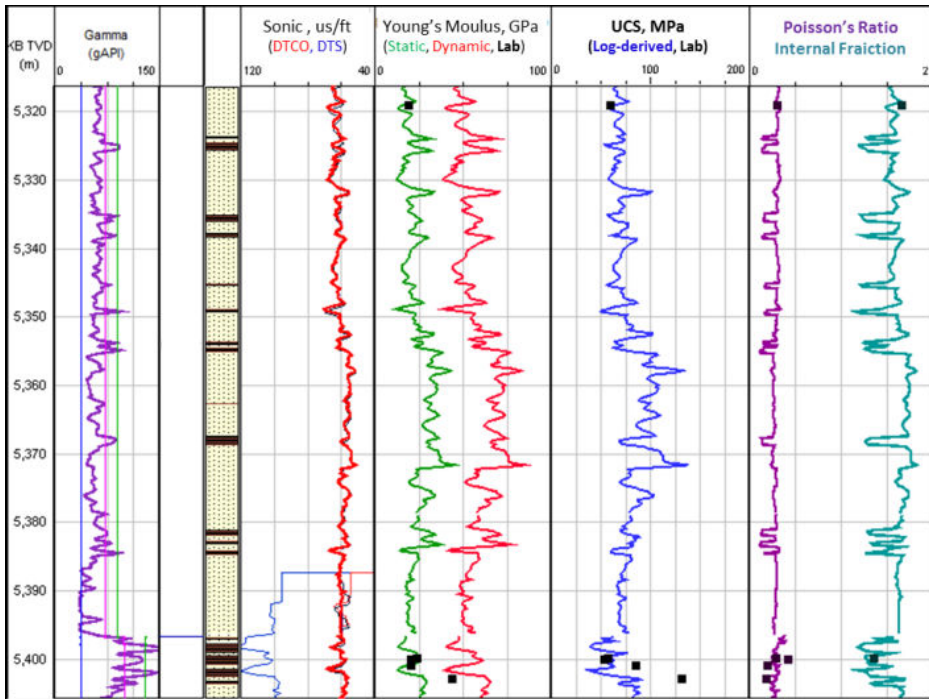 Gamma
(gAPI)
Sonic , us/ft
(DTCO, DTS)
Young's Moulus, GPa
(Static, Dynamic, Lab)
UCS, MPa
(Log-derived, Lab)
Poisson's Ratio
Internal Fraction
KB TVD
(m)
0 150
120 40
0 100
0 100 200
0 2
5,320
5,330
5,340
5,350
5,360
5,370
5,380
5,390
5,400